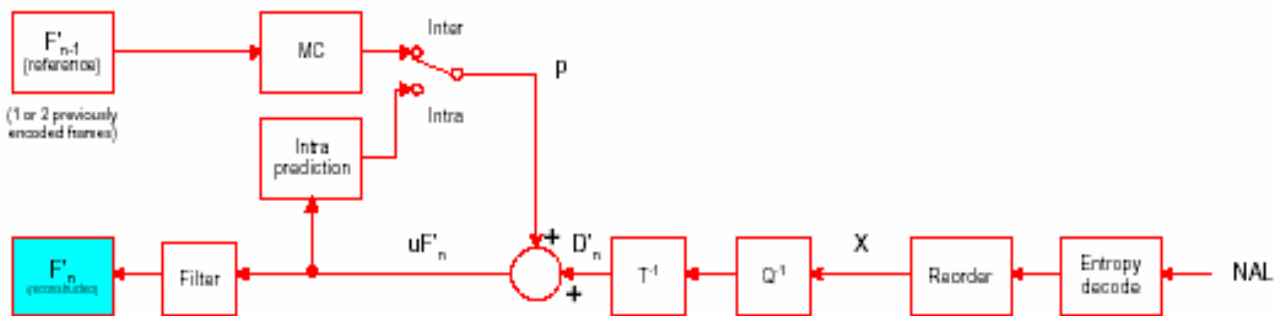 F'n-1
(reference)
(1 or 2 previously
encoded frames)
MC
Inter
Intra
p
Intra
prediction
F'n
(reconstructed)
Filter
uF'n
+
+
D'n
T-1
Q-1
X
Reorder
Entropy
decode
NAL